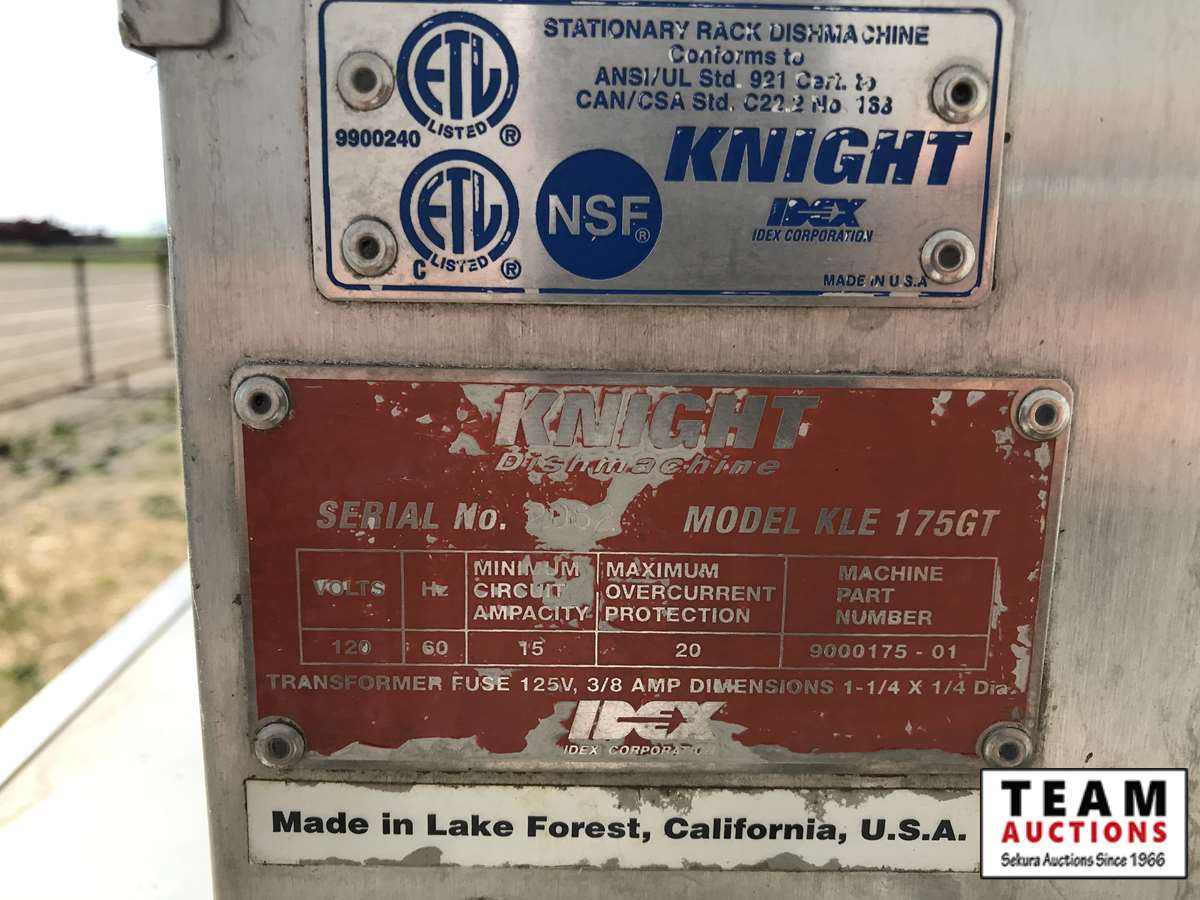 STATIONARY RACK DISHMACHINE
Conforms to
ANSI/UL Std. 921 Cert. to
CAN/CSA Std. C22.2 No. 168
ETL
LISTED ®
9900240
KNIGHT
ETL
C LISTED ®
NSF ®
IDEX
IDEX CORPORATION
MADE IN U.S.A
KNIGHT
Dishmachine
SERIAL No. MODEL KLE 175GT
VOLTS Hz MINIMUM CIRCUIT AMPACITY MAXIMUM OVERCURRENT PROTECTION MACHINE PART NUMBER
120 60 15 20 9000175 - 01
TRANSFORMER FUSE 125V, 3/8 AMP DIMENSIONS 1-1/4 X 1/4 Dia.
IDEX
IDEX CORPORATION
Made in Lake Forest, California, U.S.A.
TEAM
AUCTIONS
Sekura Auctions Since 1966